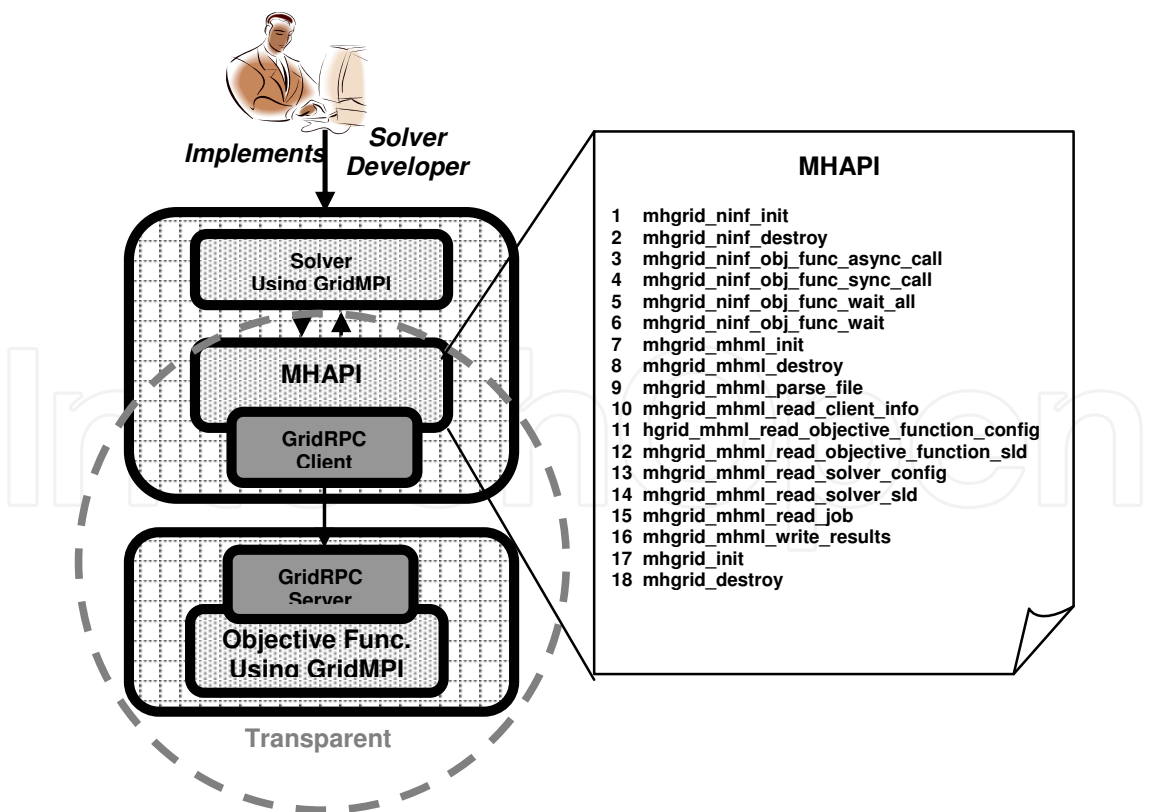 Implements
Solver
Developer
Solver
Using GridMPI
MHAPI
GridRPC
Client
GridRPC
Server
Objective Func.
Using GridMPI
Transparent
MHAPI
1 mhgrid_ninf_init
2 mhgrid_ninf_destroy
3 mhgrid_ninf_obj_func_async_call
4 mhgrid_ninf_obj_func_sync_call
5 mhgrid_ninf_obj_func_wait_all
6 mhgrid_ninf_obj_func_wait
7 mhgrid_mhml_init
8 mhgrid_mhml_destroy
9 mhgrid_mhml_parse_file
10 mhgrid_mhml_read_client_info
11 hgrid_mhml_read_objective_function_config
12 mhgrid_mhml_read_objective_function_sld
13 mhgrid_mhml_read_solver_config
14 mhgrid_mhml_read_solver_sld
15 mhgrid_mhml_read_job
16 mhgrid_mhml_write_results
17 mhgrid_init
18 mhgrid_destroy